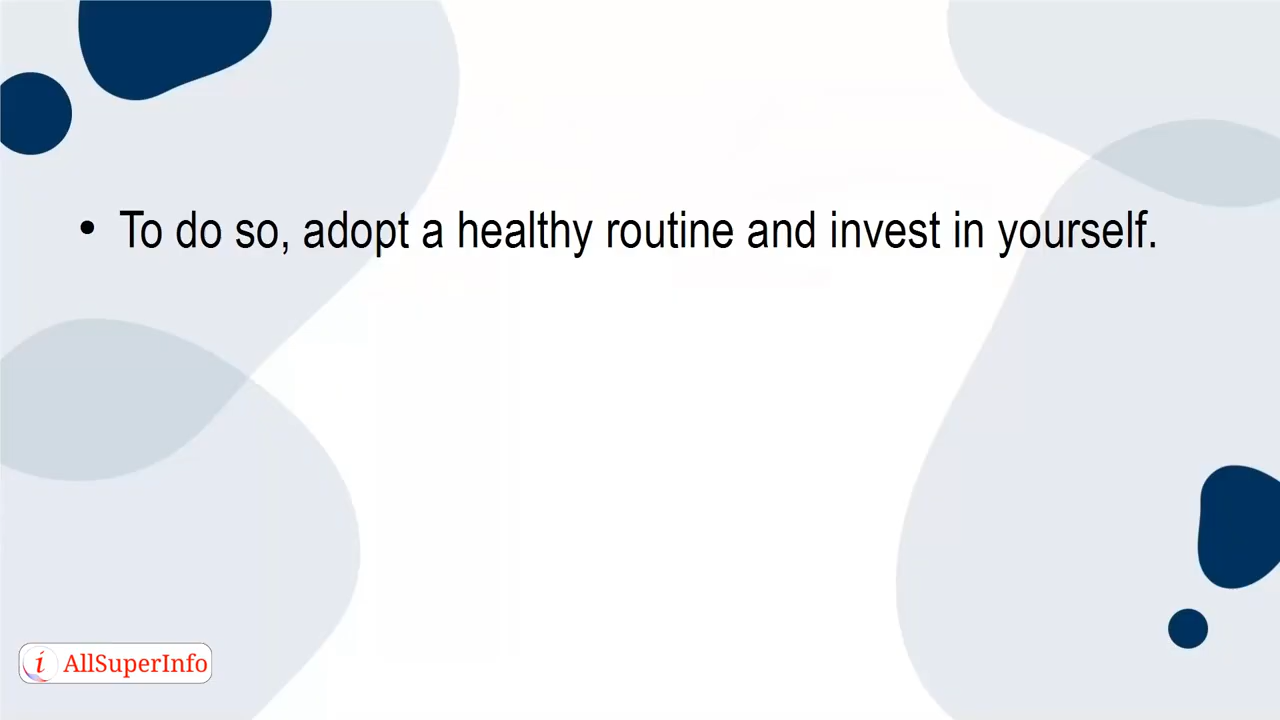 • To do so, adopt a healthy routine and invest in yourself.
i AllSuperInfo